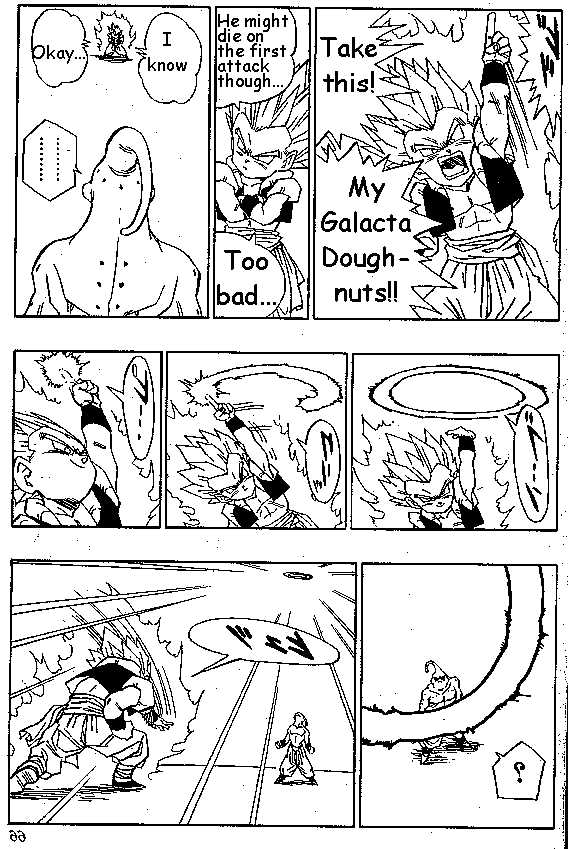 Okay...
I
know
.......
.......
He might
die on
the first
attack
though...
Too
bad...
Take
this!
My
Galacta
Dough-
nuts!!
?
66